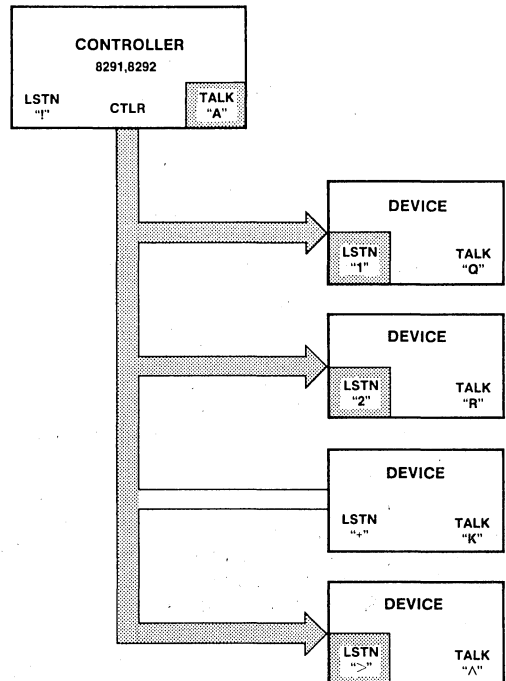 CONTROLLER
8291,8292
LSTN
"!"
CTLR
TALK
"A"
DEVICE
LSTN
"1"
TALK
"Q"
DEVICE
LSTN
"2"
TALK
"R"
DEVICE
LSTN
"+"
TALK
"K"
DEVICE
LSTN
">"
TALK
"^"